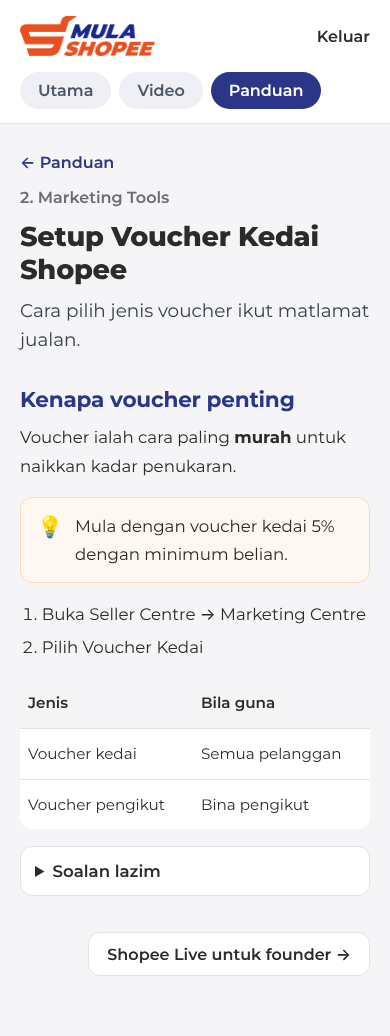 MULA
SHOPEE
Keluar
Utama
Video
Panduan
← Panduan
2. Marketing Tools
Setup Voucher Kedai
Shopee
Cara pilih jenis voucher ikut matlamat
jualan.
Kenapa voucher penting
Voucher ialah cara paling murah untuk
naikkan kadar penukaran.
Mula dengan voucher kedai 5%
dengan minimum belian.
1. Buka Seller Centre → Marketing Centre
2. Pilih Voucher Kedai
Jenis Bila guna
Voucher kedai Semua pelanggan
Voucher pengikut Bina pengikut
Soalan lazim
Shopee Live untuk founder →